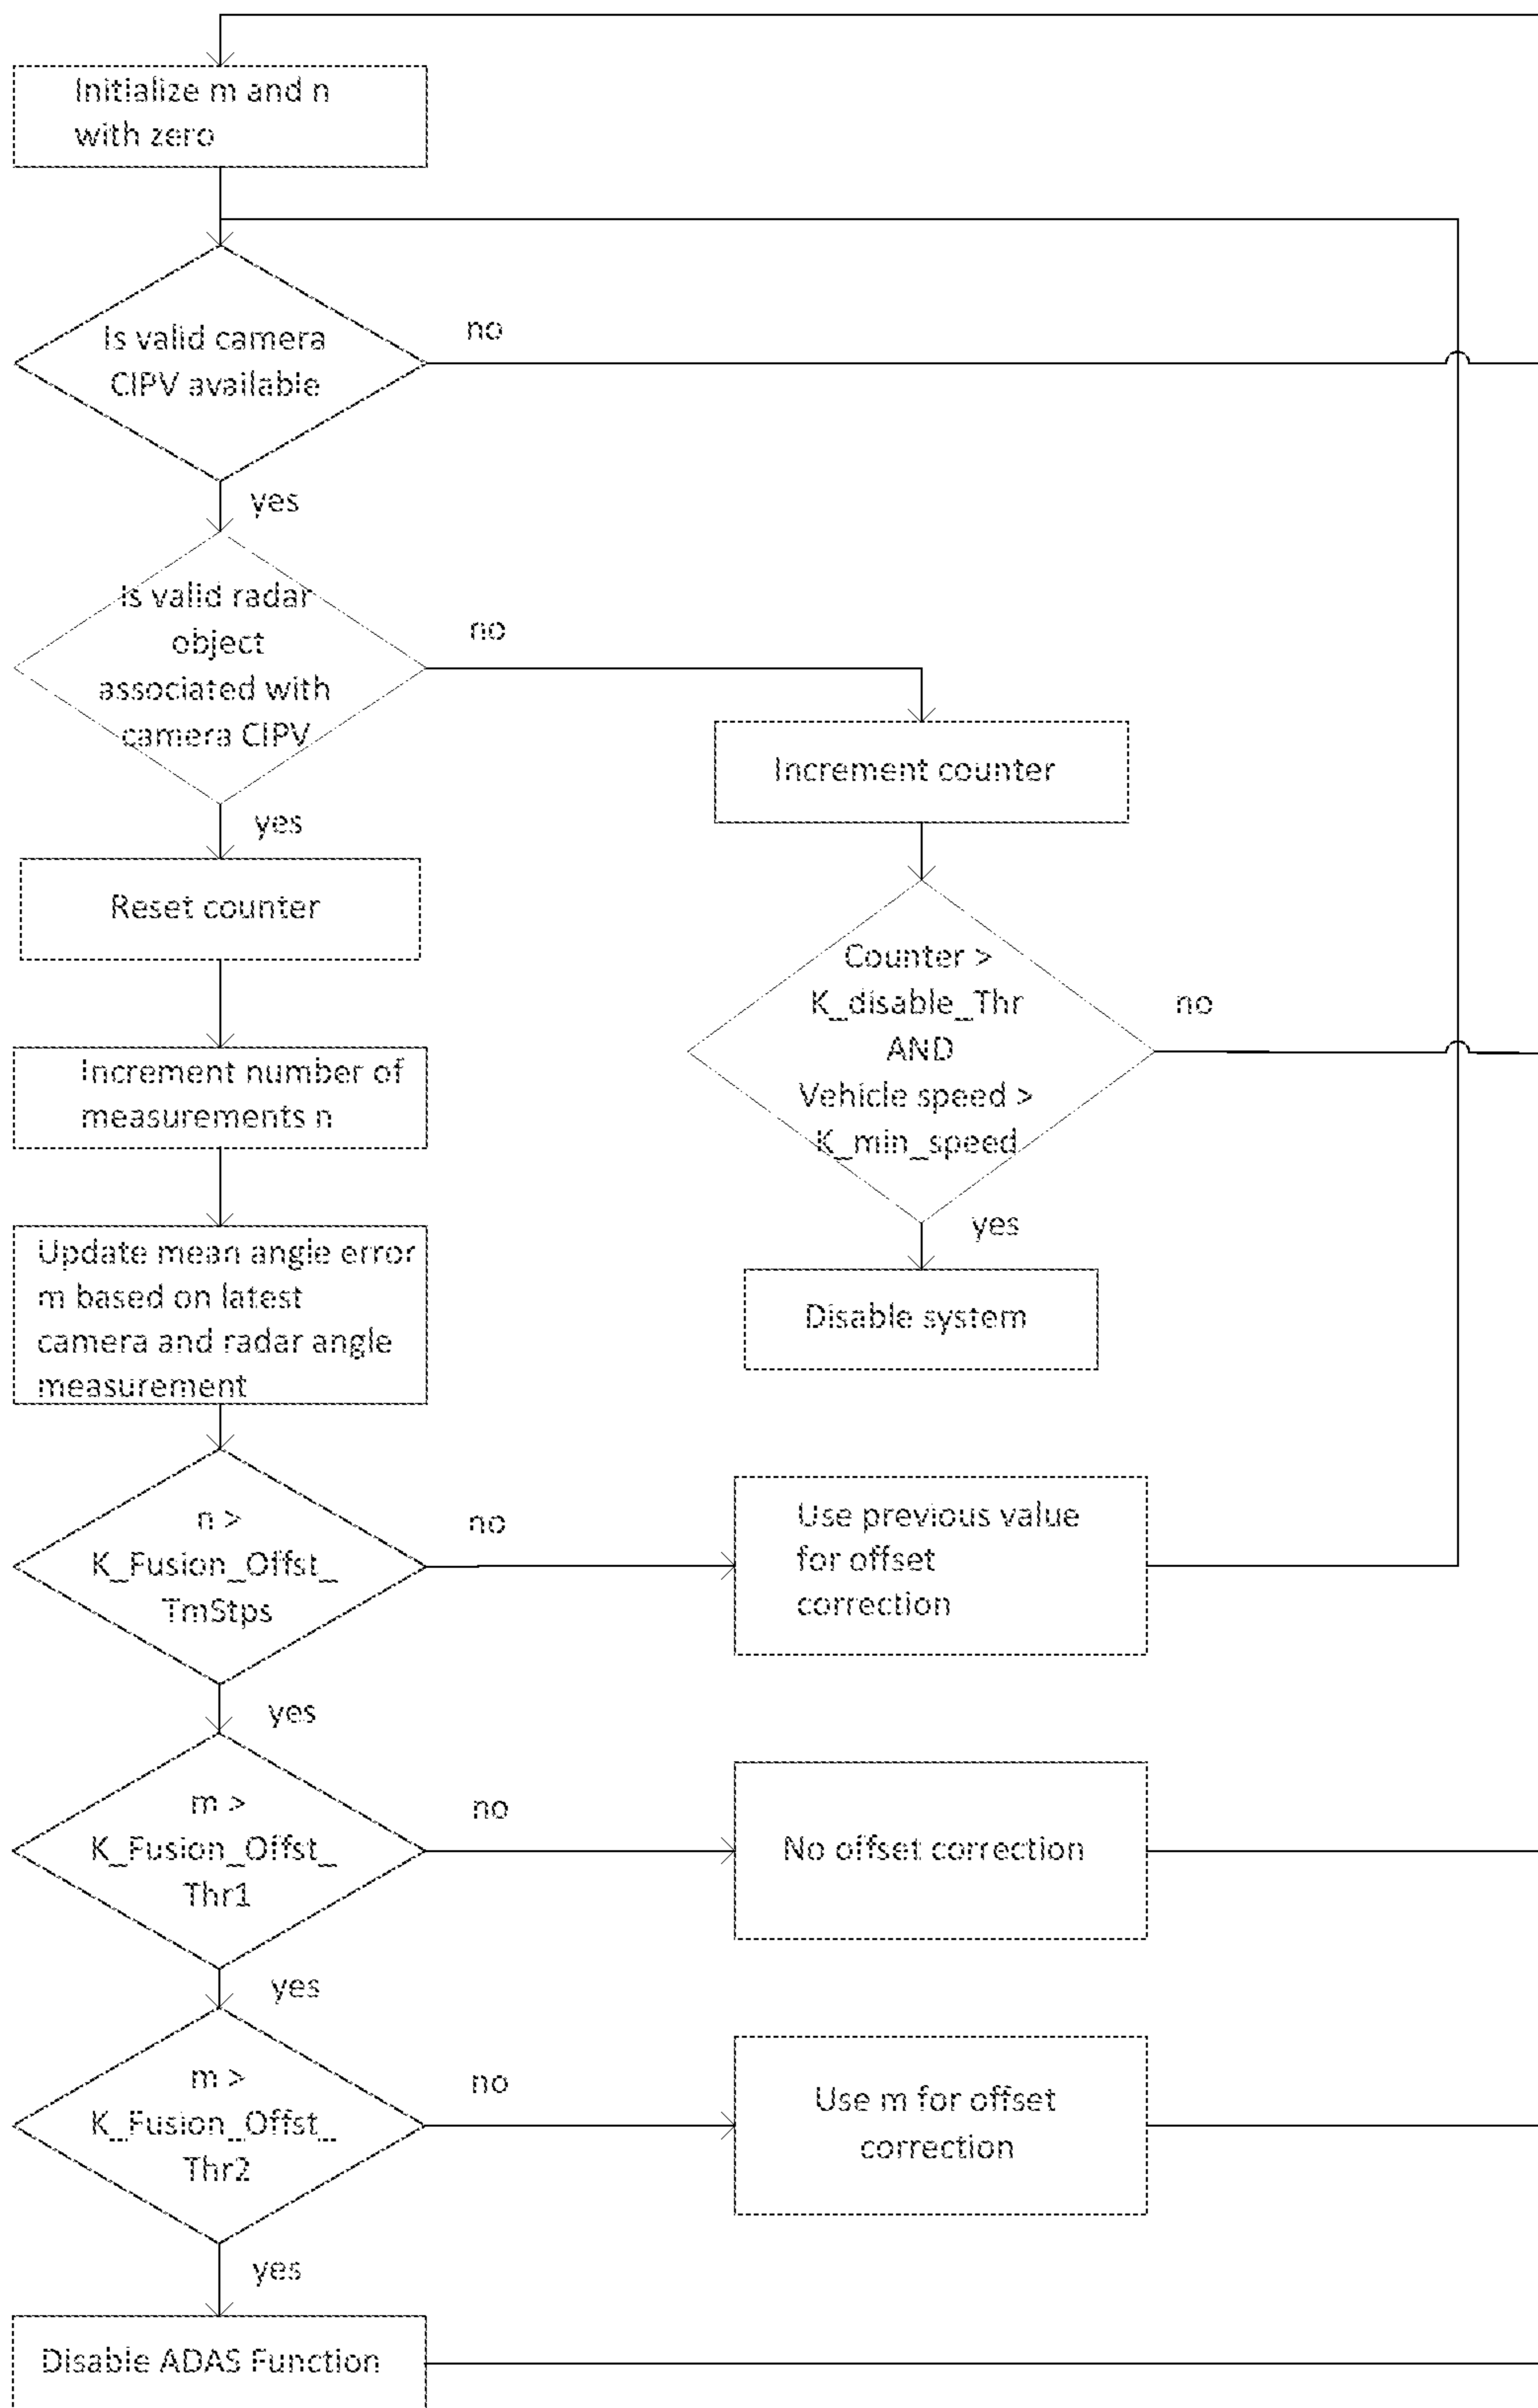 Initialize m and n
with zero
Is valid camera
CIPV available
no
yes
Is valid radar
object
associated with
camera CIPV
no
yes
Increment counter
Reset counter
Counter >
K_disable_Thr
AND
Vehicle speed >
K_min_speed
no
yes
Disable system
Increment number of
measurements n
Update mean angle error
m based on latest
camera and radar angle
measurement
n >
K_Fusion_Offst_
TmStps
no
yes
Use previous value
for offset
correction
m >
K_Fusion_Offst_
Thr1
no
yes
No offset correction
m >
K_Fusion_Offst_
Thr2
no
yes
Use m for offset
correction
Disable ADAS Function